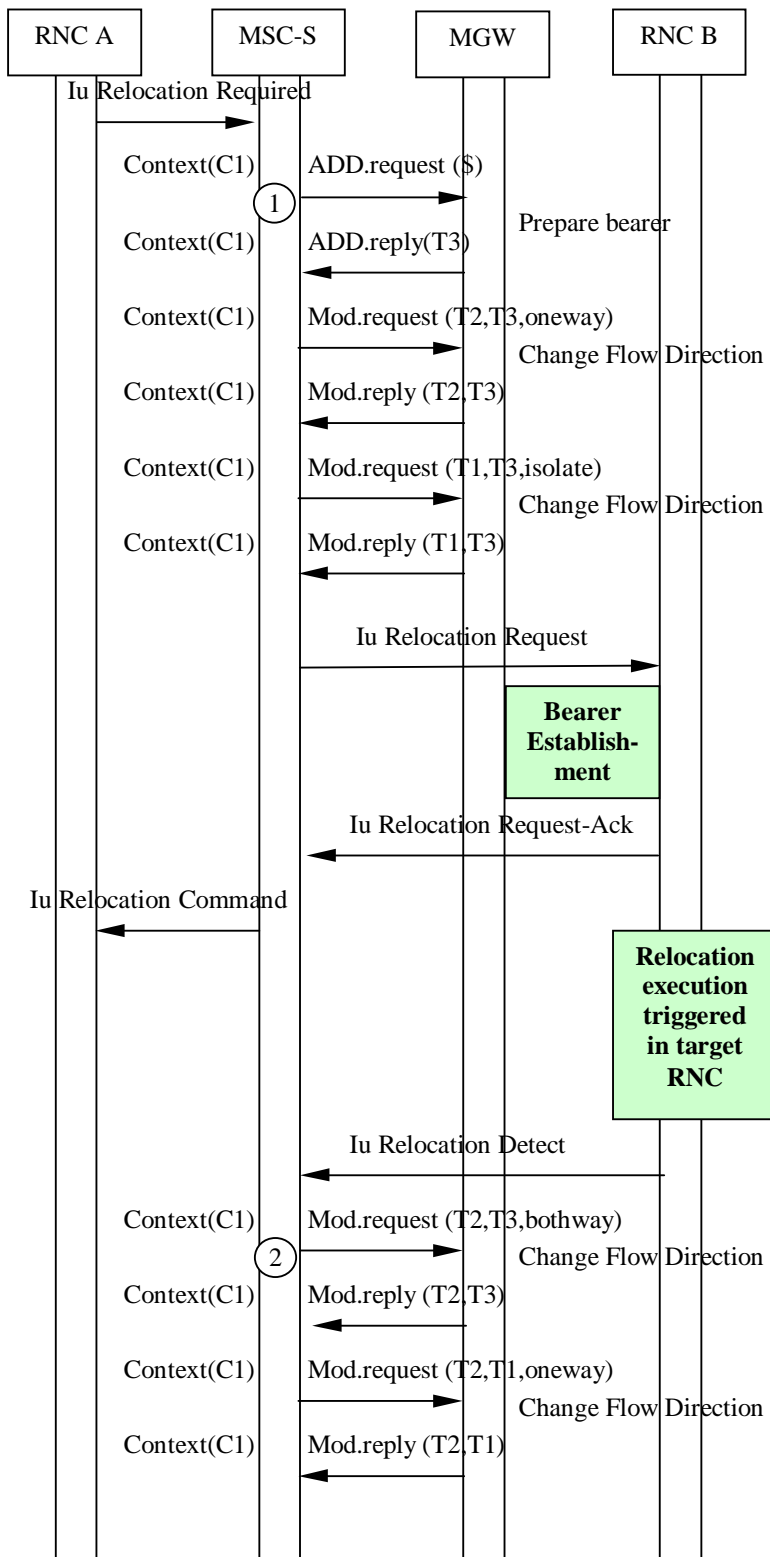 RNC A
MSC-S
MGW
RNC B
Iu Relocation Required
Context(C1)
ADD.request ($)
1
Prepare bearer
Context(C1)
ADD.reply(T3)
Context(C1)
Mod.request (T2,T3,oneway)
Change Flow Direction
Context(C1)
Mod.reply (T2,T3)
Context(C1)
Mod.request (T1,T3,isolate)
Change Flow Direction
Context(C1)
Mod.reply (T1,T3)
Iu Relocation Request
Bearer
Establish-
ment
Iu Relocation Request-Ack
Iu Relocation Command
Relocation
execution
triggered
in target
RNC
Iu Relocation Detect
Context(C1)
Mod.request (T2,T3,bothway)
2
Change Flow Direction
Context(C1)
Mod.reply (T2,T3)
Context(C1)
Mod.request (T2,T1,oneway)
Change Flow Direction
Context(C1)
Mod.reply (T2,T1)